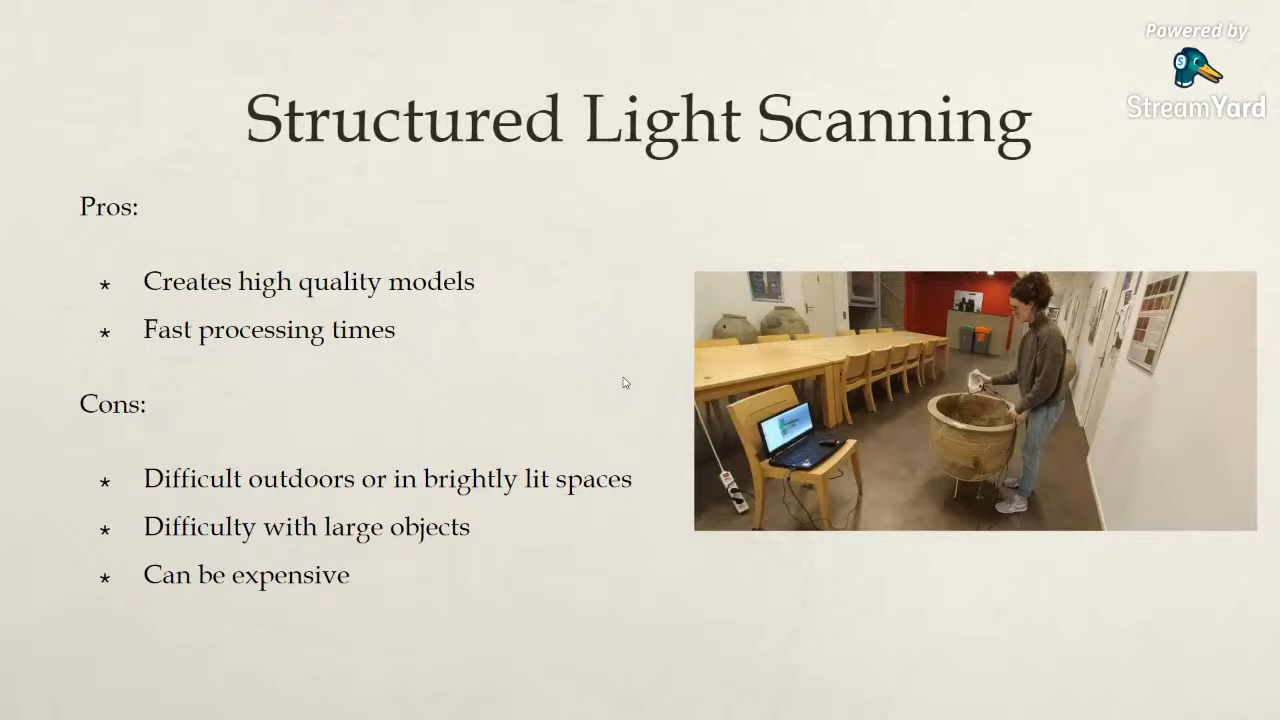 Powered by
StreamYard
Structured Light Scanning
Pros:
* Creates high quality models
* Fast processing times
Cons:
* Difficult outdoors or in brightly lit spaces
* Difficulty with large objects
* Can be expensive